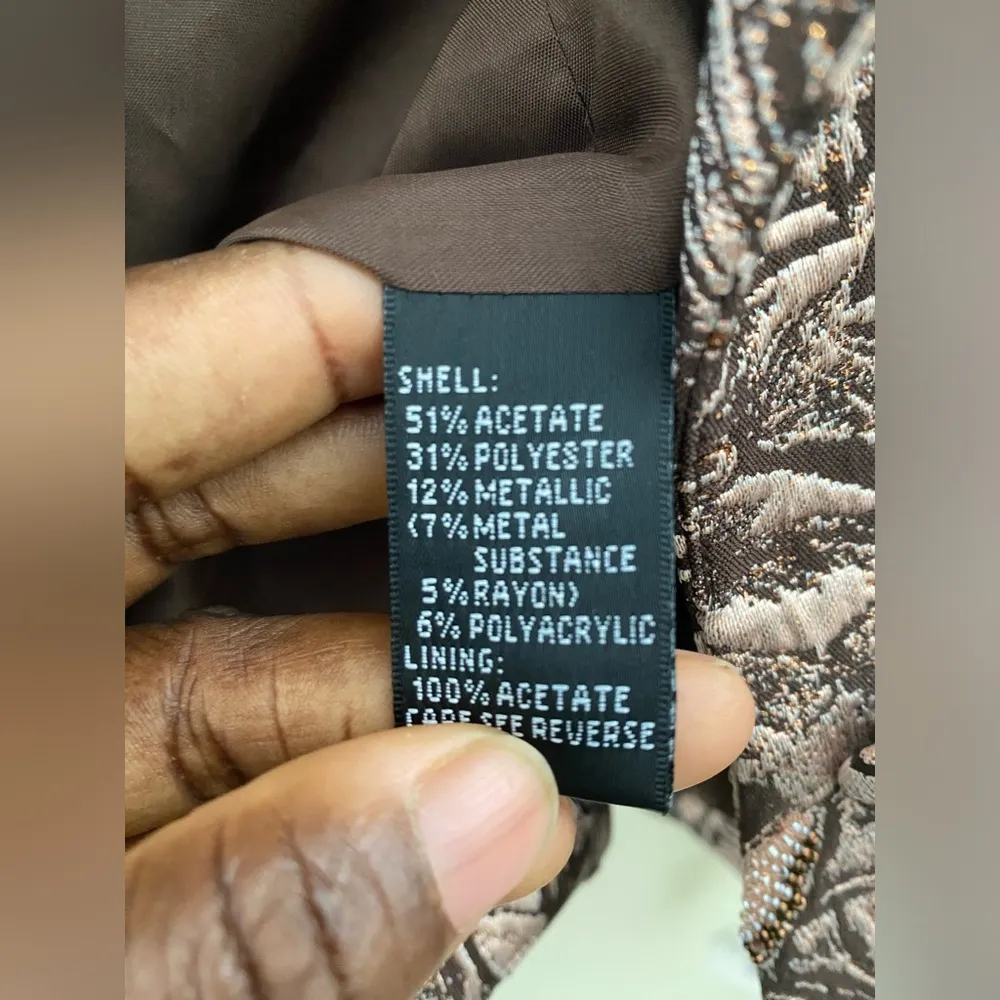 SHELL:
51% ACETATE
31% POLYESTER
12% METALLIC
(7% METAL
SUBSTANCE
5% RAYON)
6% POLYACRYLIC
LINING:
100% ACETATE
CARE SEE REVERSE